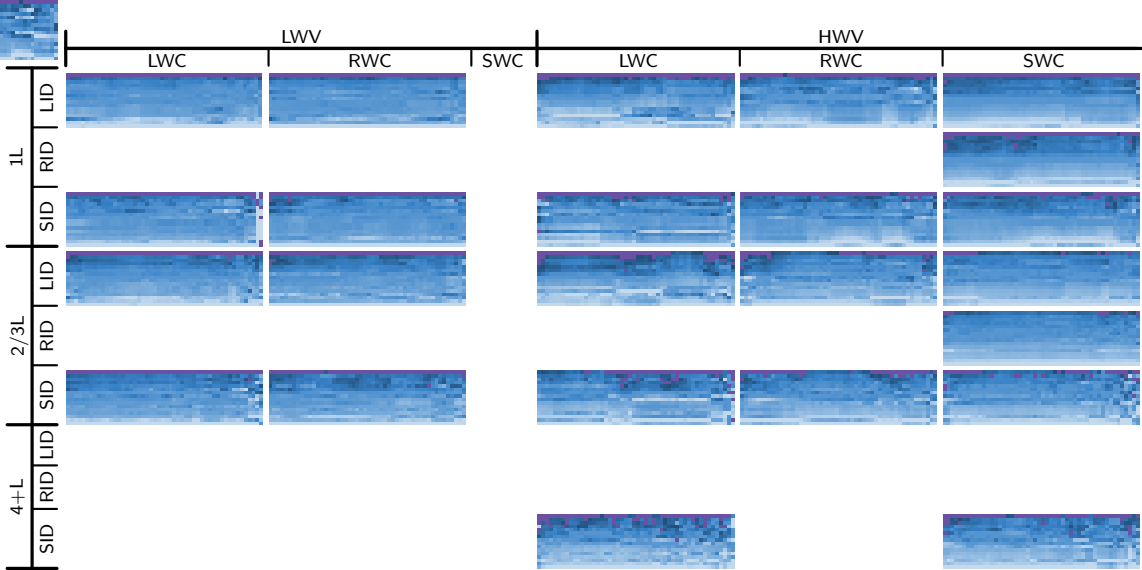 LWV HWV
LWC RWC SWC LWC RWC SWC
1L
LID
RID
SID
2/3L
LID
RID
SID
4+L
LID
RID
SID